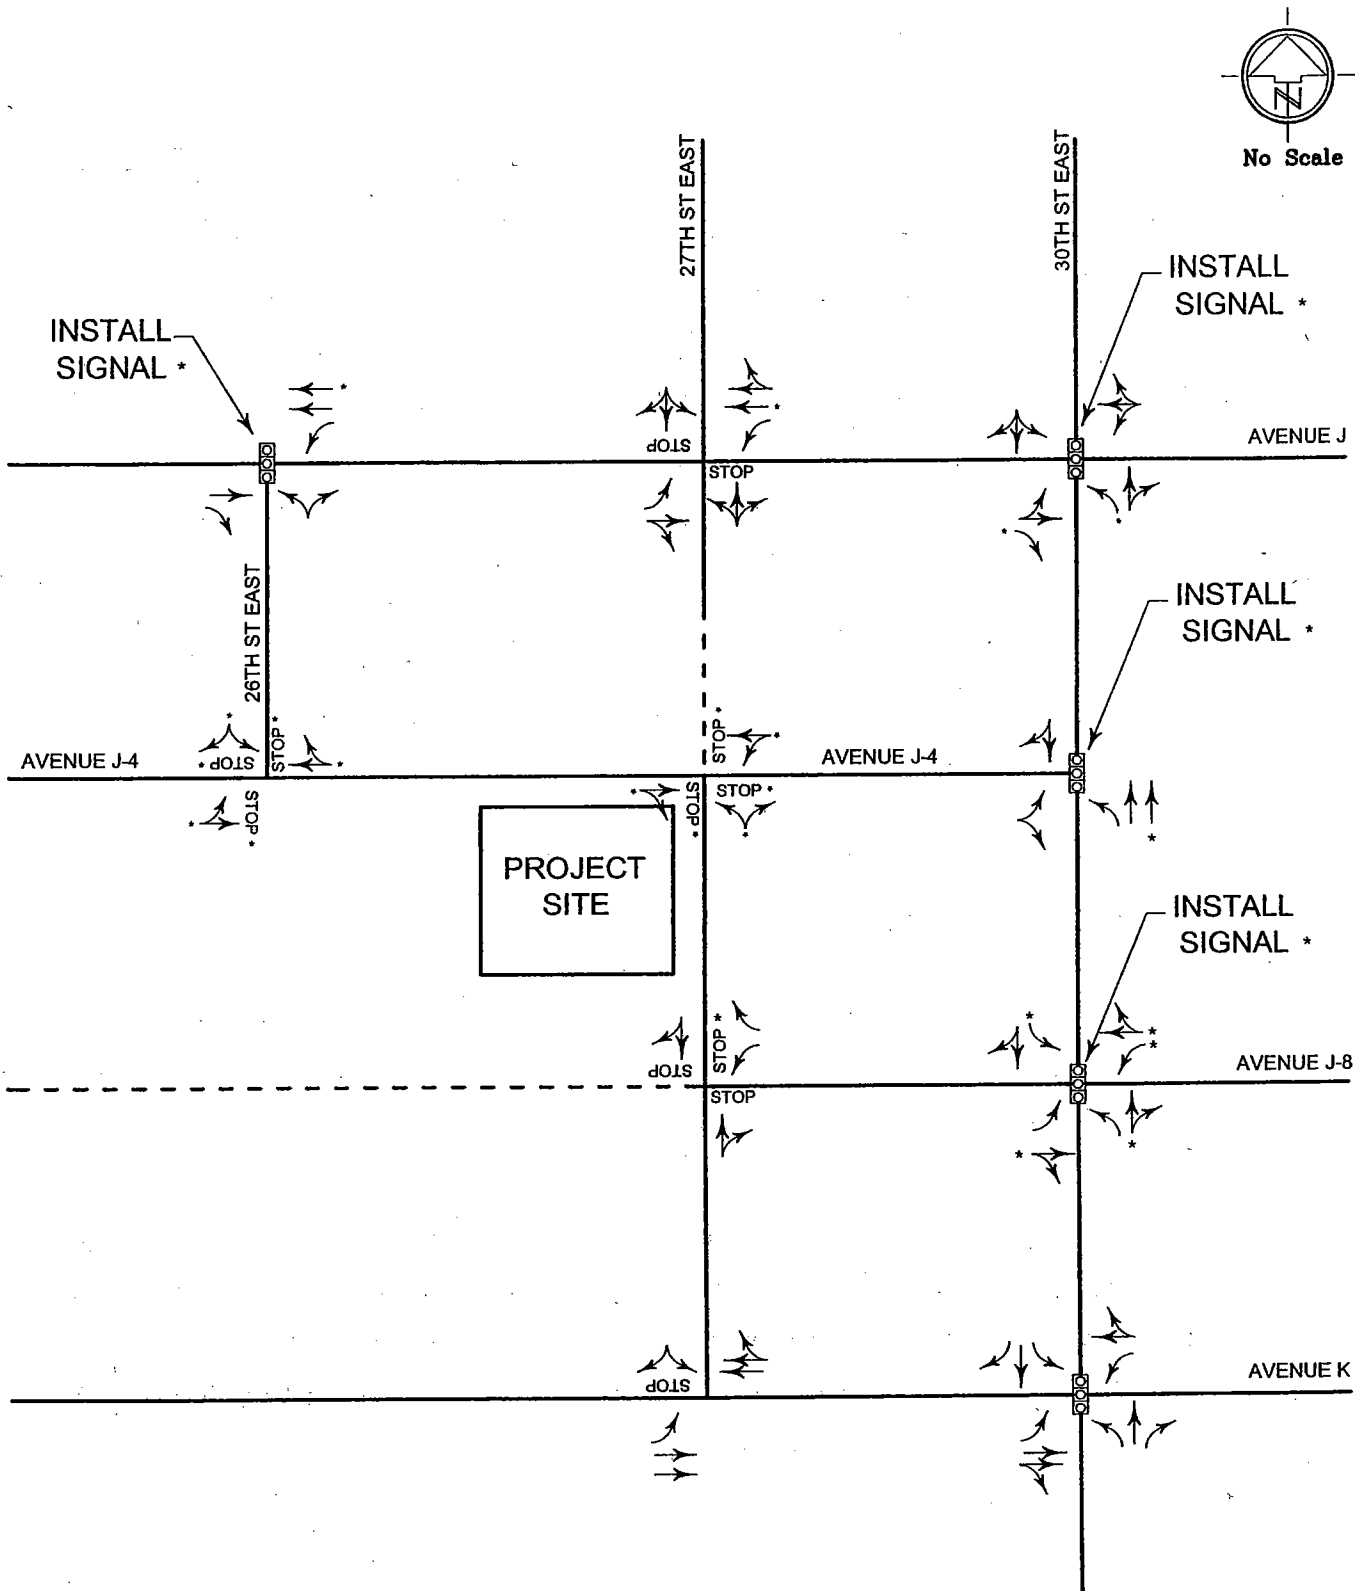 N
No Scale
27TH ST EAST
30TH ST EAST
INSTALL
SIGNAL *
INSTALL
SIGNAL *
*
*
STOP
AVENUE J
STOP
*
*
26TH ST EAST
INSTALL
SIGNAL *
*
STOP *
STOP *
*
STOP *
*
AVENUE J-4
AVENUE J-4
*
STOP *
*
STOP *
STOP *
*
*
PROJECT
SITE
INSTALL
SIGNAL *
STOP *
STOP
*
*
*
AVENUE J-8
STOP
*
*
STOP
AVENUE K